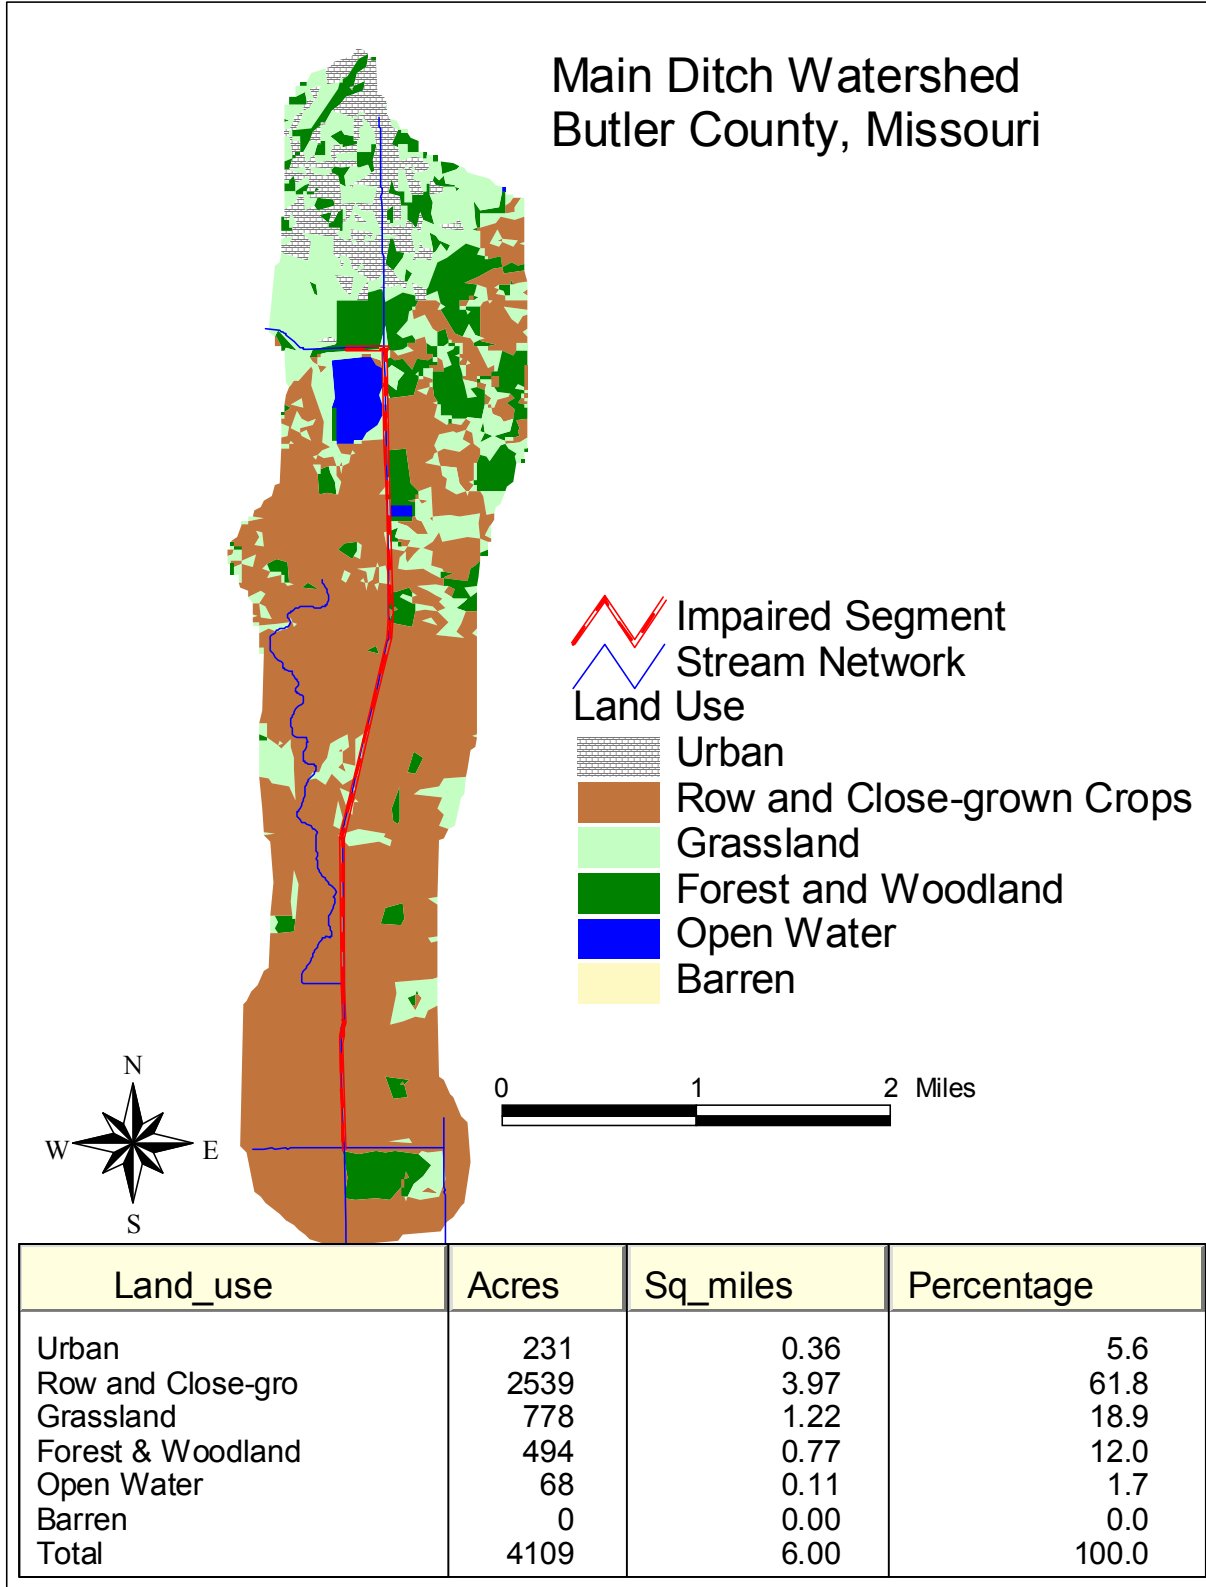 Main Ditch Watershed
Butler County, Missouri
Impaired Segment
Stream Network
Land Use
Urban
Row and Close-grown Crops
Grassland
Forest and Woodland
Open Water
Barren
N
W E
S
0 1 2 Miles
Land_use Acres Sq_miles Percentage
Urban 231 0.36 5.6
Row and Close-gro 2539 3.97 61.8
Grassland 778 1.22 18.9
Forest & Woodland 494 0.77 12.0
Open Water 68 0.11 1.7
Barren 0 0.00 0.0
Total 4109 6.00 100.0